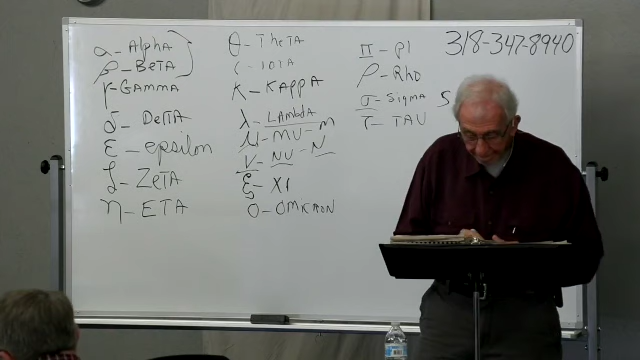 α - Alpha
β - BeTA
γ - GAMMA
δ - DelTA
ε - epsilon
ζ - ZeTA
η - ETA
θ - TheTA
ι - IOTA
K - KAPPA
λ - LAMbdA
μ - MU - M
ν - NU - N
ξ - XI
O - OMICRON
π - PI
ρ - Rho
σ - Sigma S
τ - TAU
318-347-8940